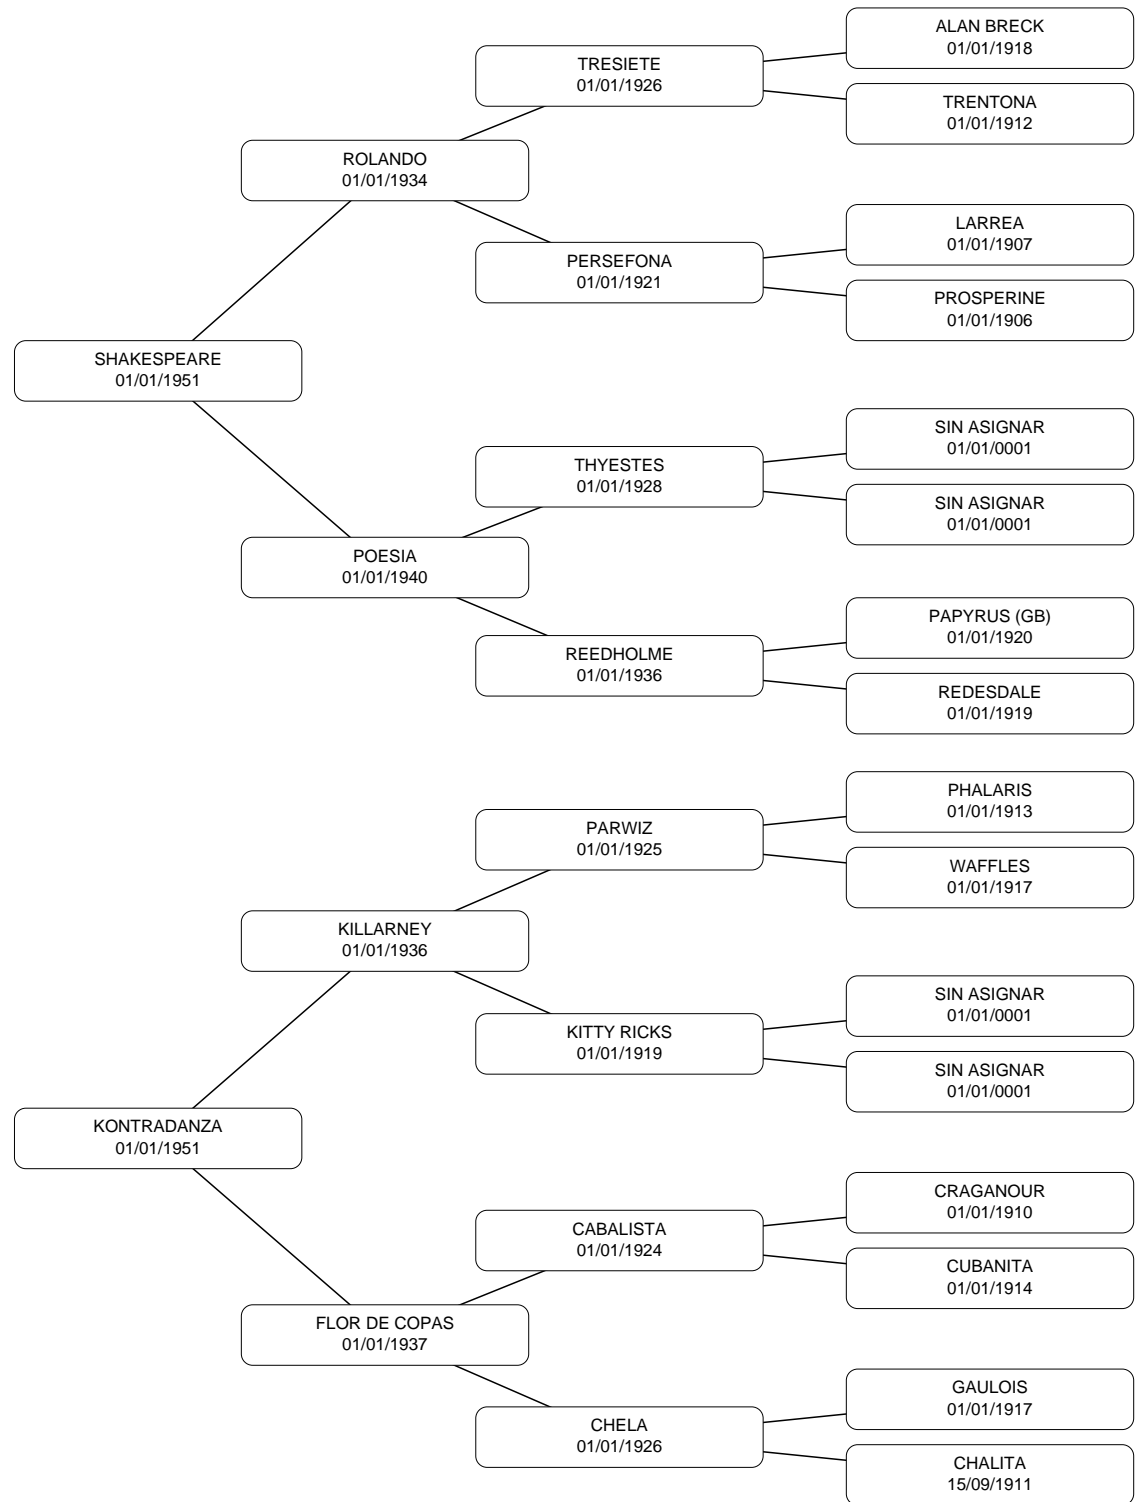 ALAN BRECK
01/01/1918
TRESIETE
01/01/1926
TRENTONA
01/01/1912
ROLANDO
01/01/1934
LARREA
01/01/1907
PERSEFONA
01/01/1921
PROSPERINE
01/01/1906
SHAKESPEARE
01/01/1951
SIN ASIGNAR
01/01/0001
THYESTES
01/01/1928
SIN ASIGNAR
01/01/0001
POESIA
01/01/1940
PAPYRUS (GB)
01/01/1920
REEDHOLME
01/01/1936
REDESDALE
01/01/1919
PHALARIS
01/01/1913
PARWIZ
01/01/1925
WAFFLES
01/01/1917
KILLARNEY
01/01/1936
SIN ASIGNAR
01/01/0001
KITTY RICKS
01/01/1919
SIN ASIGNAR
01/01/0001
KONTRADANZA
01/01/1951
CRAGANOUR
01/01/1910
CABALISTA
01/01/1924
CUBANITA
01/01/1914
FLOR DE COPAS
01/01/1937
GAULOIS
01/01/1917
CHELA
01/01/1926
CHALITA
15/09/1911